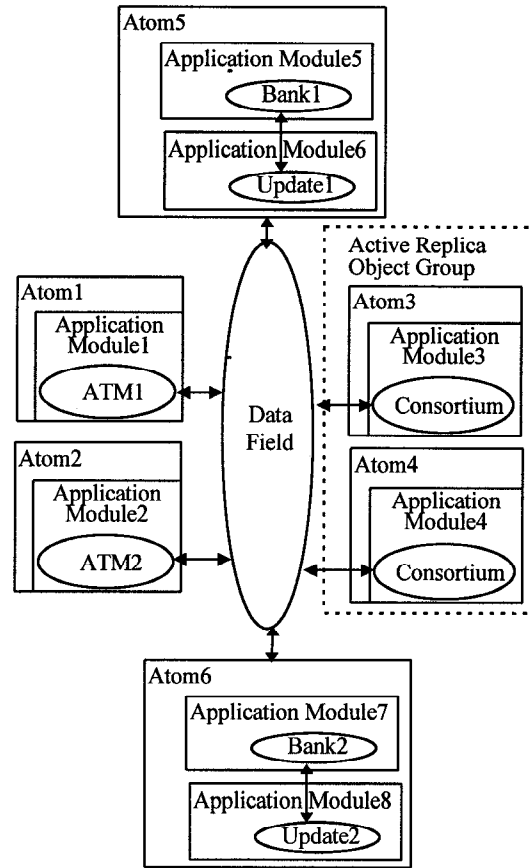 Atom5
Application Module5
Bank1
Application Module6
Update1
Active Replica
Object Group
Atom1
Application
Module1
ATM1
Atom3
Application
Module3
Consortium
Data
Field
Atom2
Application
Module2
ATM2
Atom4
Application
Module4
Consortium
Atom6
Application Module7
Bank2
Application Module8
Update2